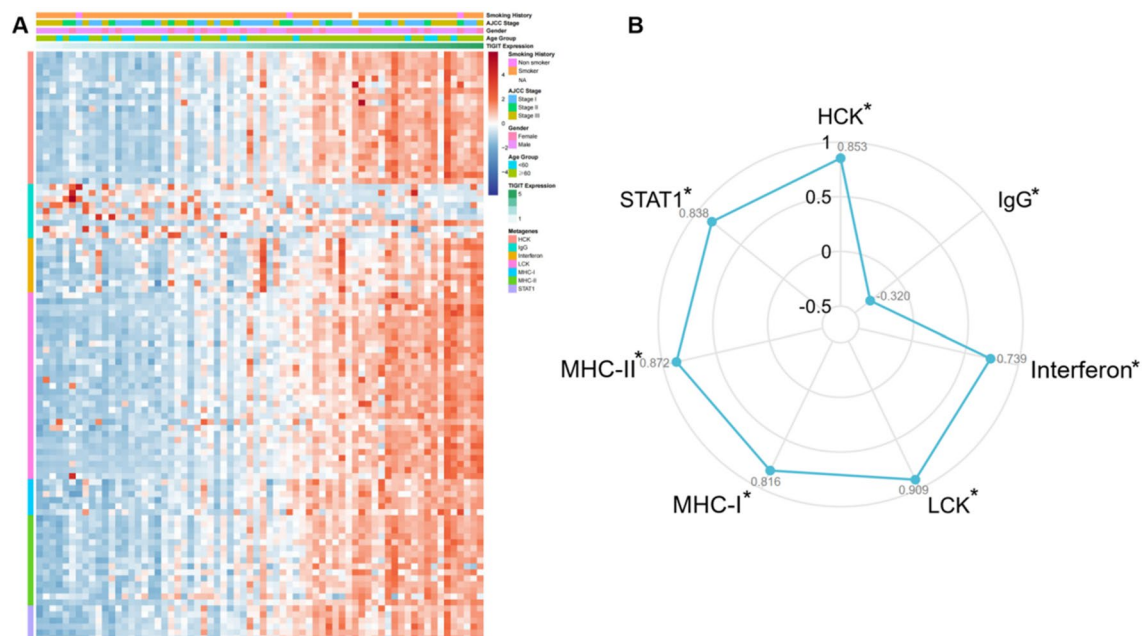 A
Smoking History
AJCC Stage
Gender
Age Group
TIGIT Expression
4
2
0
−2
−4
Smoking History
Non smoker
Smoker
NA
AJCC Stage
Stage I
Stage II
Stage III
Gender
Female
Male
Age Group
<60
>60
TIGIT Expression
5
1
Metagenes
HCK
IgG
Interferon
LCK
MHC-I
MHC-II
STAT1
B
HCK*
1 0.853
STAT1*
0.838
IgG*
0.5
0
-0.5
-0.320
MHC-II*
0.872
0.739
Interferon*
MHC-I*
0.816
0.909
LCK*